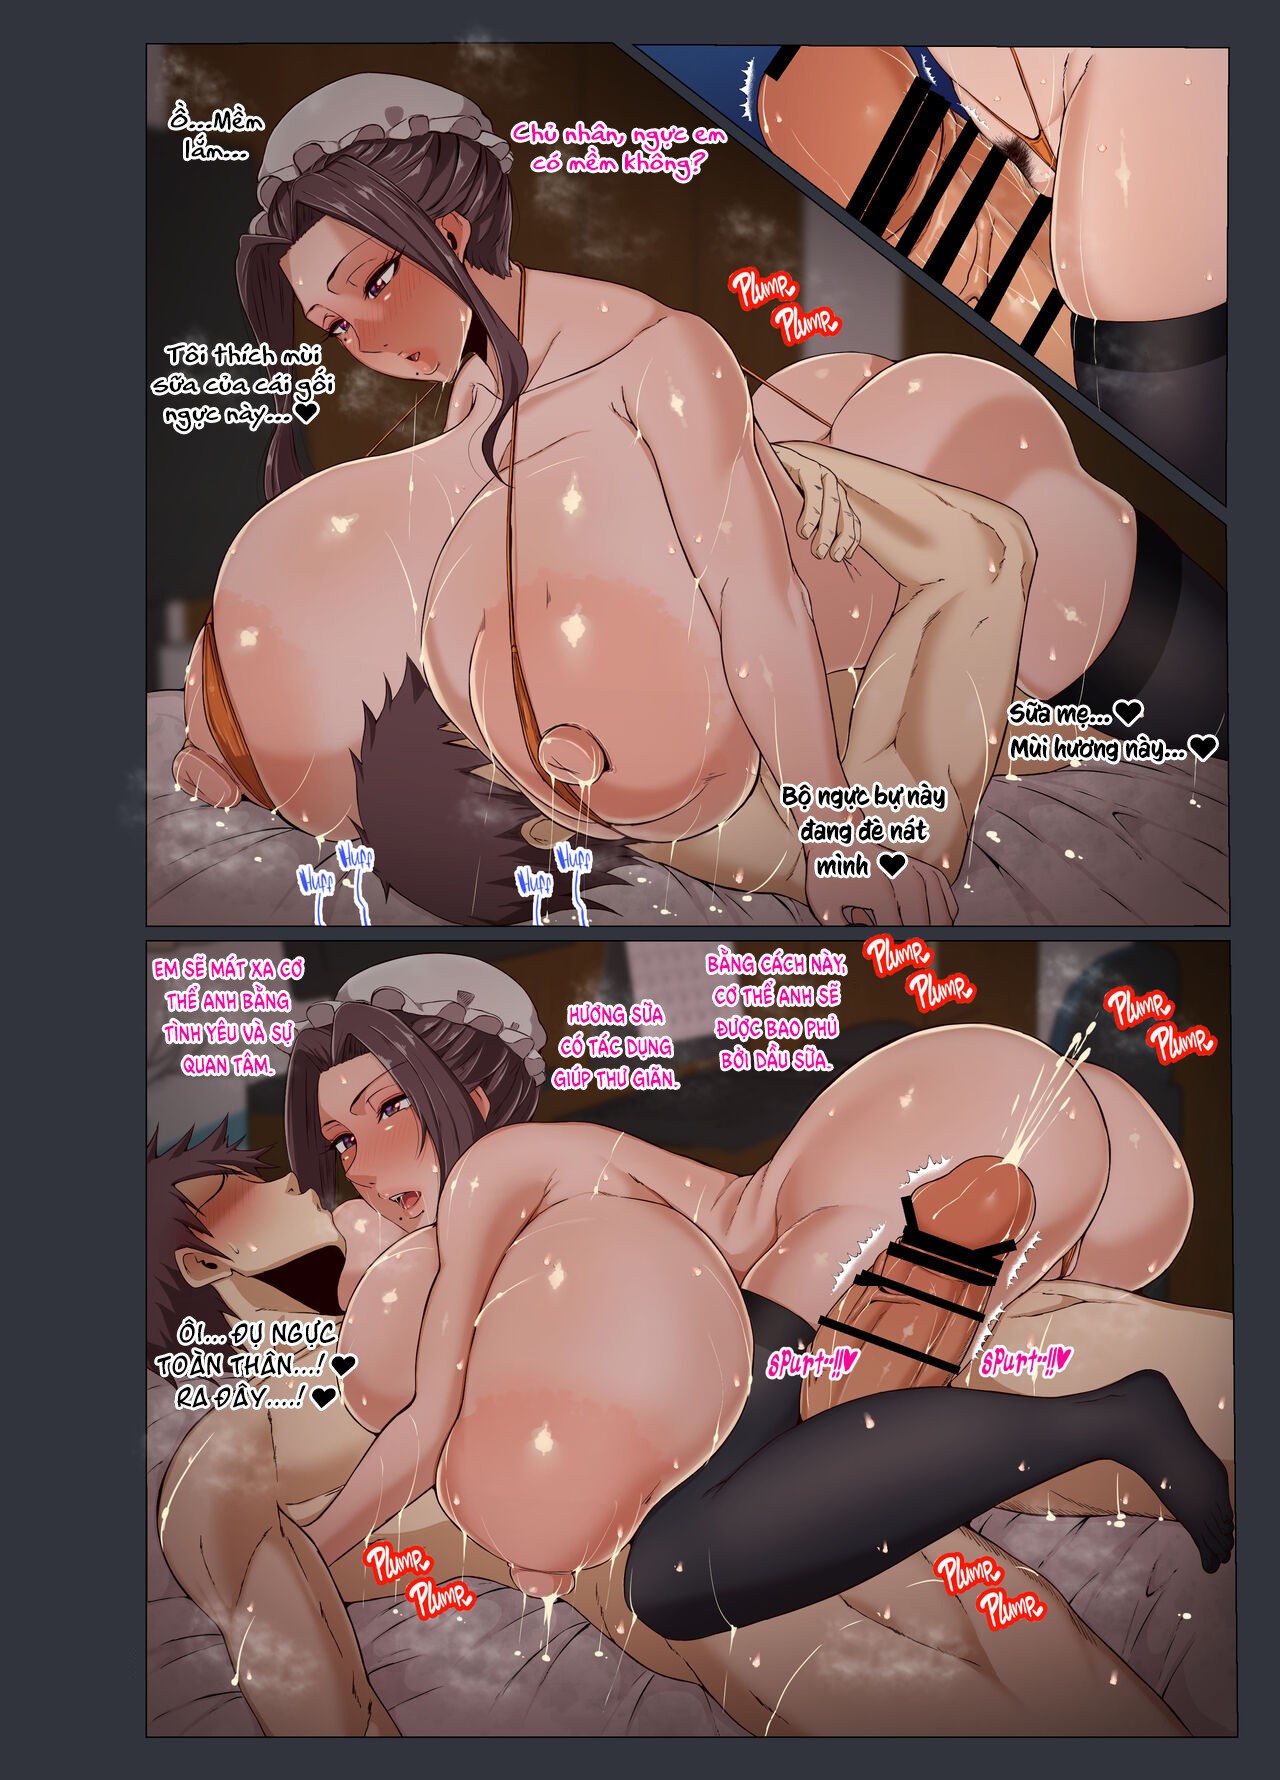 Ồ...Mềm
lắm...
Chủ nhân, ngực em
có mềm không?
Plump
Plump
Tôi thích mùi
sữa của cái gối
ngực này...♥
Sữa mẹ...♥
Mùi hương này...♥
Bộ ngực bự này
đang đè nát
mình ♥
Huff
Huff
Huff
Huff
EM SẼ MÁT XA CƠ
THỂ ANH BẰNG
TÌNH YÊU VÀ SỰ
QUAN TÂM.
HƯƠNG SỮA
CÓ TÁC DỤNG
GIÚP THƯ GIÃN.
BẰNG CÁCH NÀY,
CƠ THỂ ANH SẼ
ĐƯỢC BAO PHỦ
BỞI DẦU SỮA.
Plump
Plump
Plump
Plump
ÔI... ĐỤ NGỰC
TOÀN THÂN...! ♥
RA ĐÂY....! ♥
spurt··!!♥
spurt··!!♥
Plump
Plump
Plump
Plump